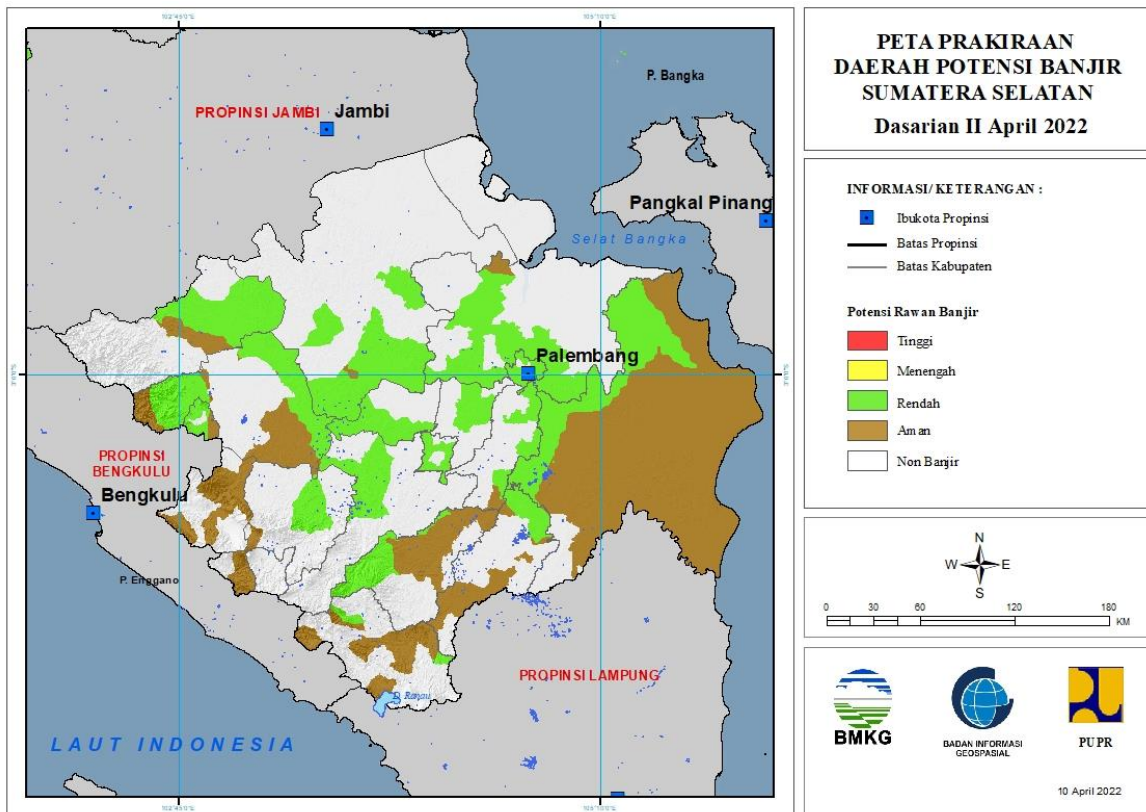 PETA PRAKIRAAN
DAERAH POTENSI BANJIR
SUMATERA SELATAN
Dasarian II April 2022
INFORMASI/ KETERANGAN :
Ibukota Propinsi
Batas Propinsi
Batas Kabupaten
Potensi Rawan Banjir
Tinggi
Menengah
Rendah
Aman
Non Banjir
N
W E
S
0 30 60 120 180
KM
BMKG
BADAN INFORMASI
GEOSPASIAL
PUPR
10 April 2022
P. Bangka
PROPINSI JAMBI
Jambi
Pangkal Pinang
Selat Bangka
Palembang
PROPINSI
BENGKULU
Bengkulu
P. Enggano
PROPINSI LAMPUNG
D. Ranau
LAUT INDONESIA